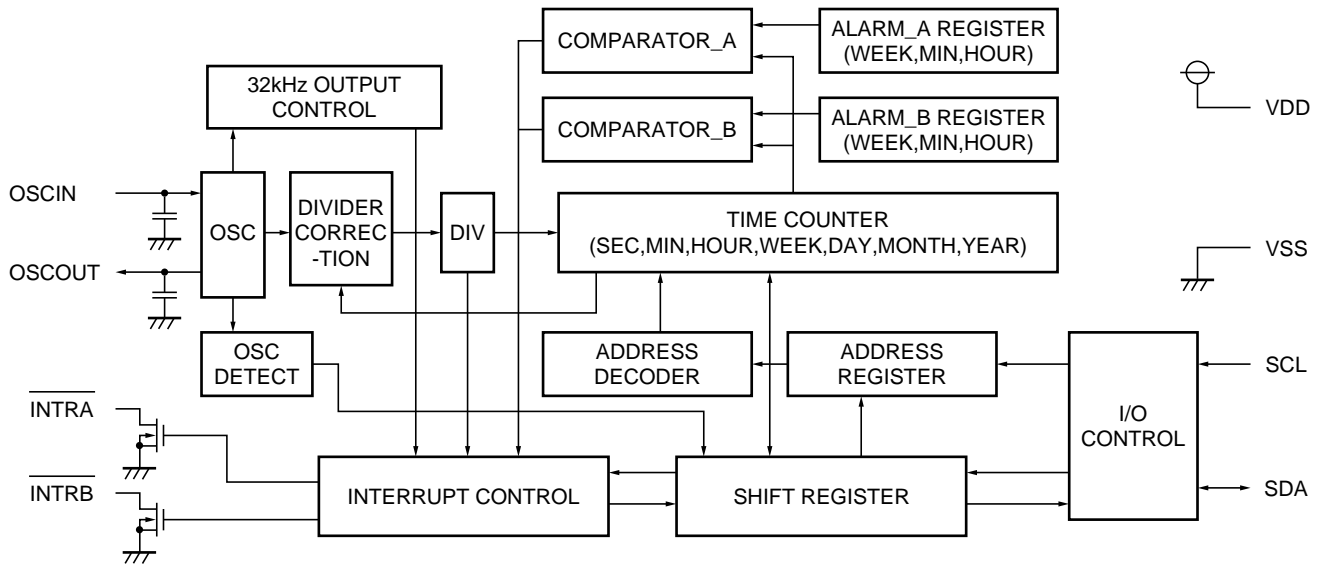 COMPARATOR_A
ALARM_A REGISTER
(WEEK,MIN,HOUR)
32kHz OUTPUT
CONTROL
VDD
COMPARATOR_B
ALARM_B REGISTER
(WEEK,MIN,HOUR)
OSCIN
OSC
DIVIDER
CORREC
-TION
DIV
TIME COUNTER
(SEC,MIN,HOUR,WEEK,DAY,MONTH,YEAR)
OSCOUT
VSS
OSC
DETECT
ADDRESS
DECODER
ADDRESS
REGISTER
I/O
CONTROL
SCL
INTRA
INTRB
INTERRUPT CONTROL
SHIFT REGISTER
SDA